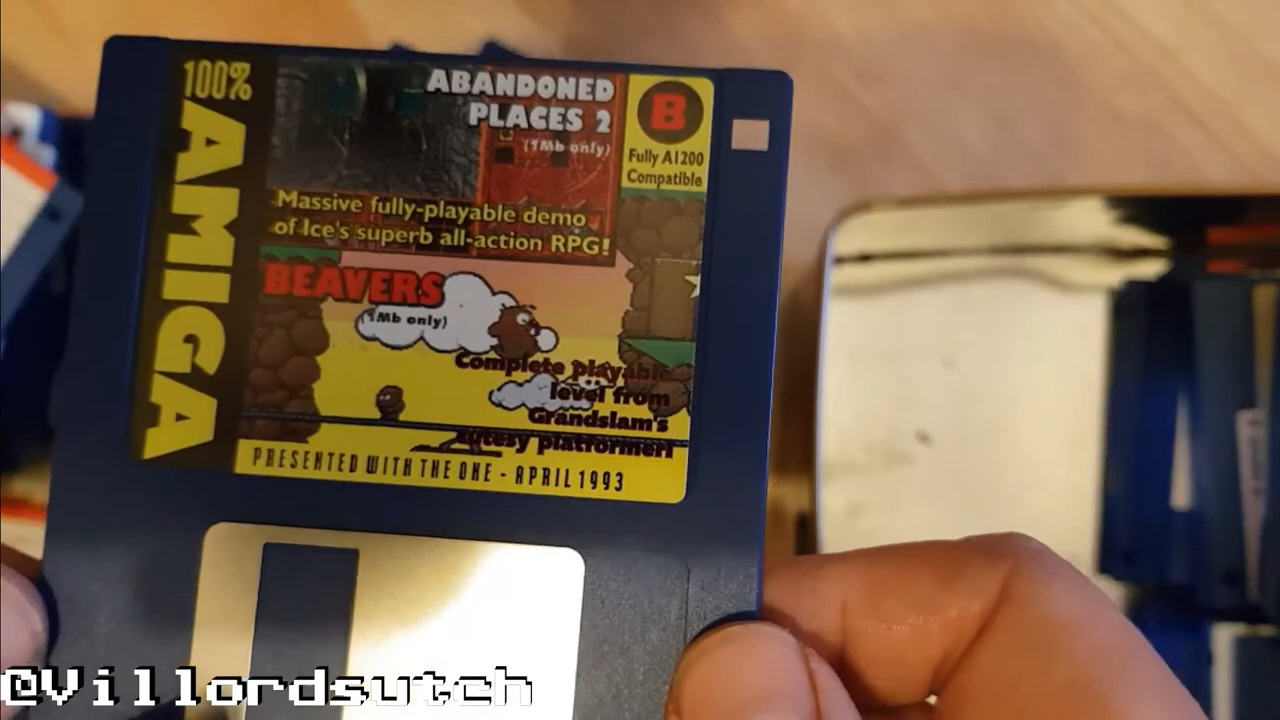 100%
AMIGA
ABANDONED
PLACES 2
(1Mb only)
B
Fully A1200
Compatible
Massive fully-playable demo
of Ice's superb all-action RPG!
BEAVERS
(1Mb only)
Complete playable
level from
Grandslam's
cutesy platformer!
PRESENTED WITH THE ONE - APRIL 1993
@Villordsutch